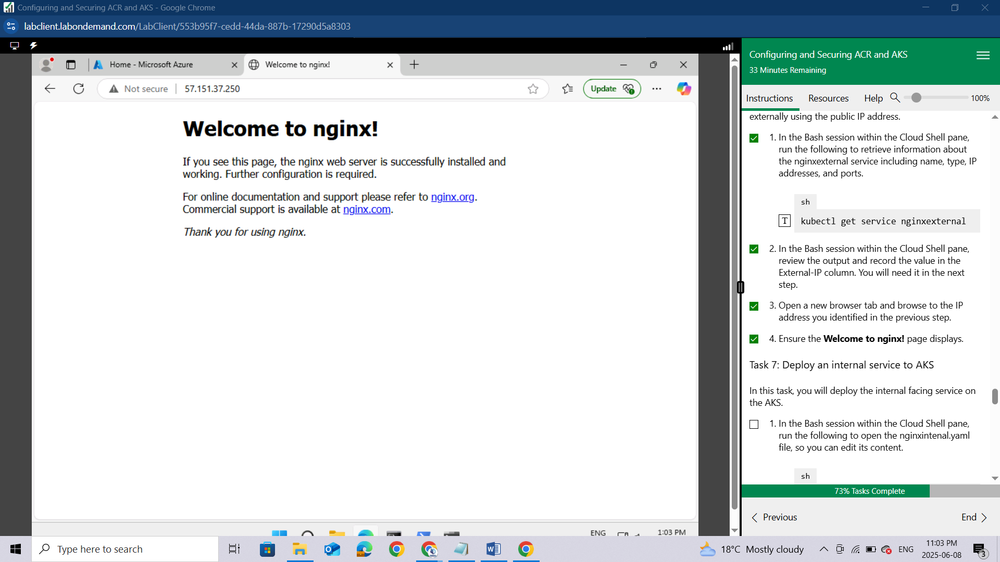 Configuring and Securing ACR and AKS - Google Chrome
labclient.labondemand.com/LabClient/553b95f7-cedd-44da-887b-17290d5a8303
Home - Microsoft Azure
Welcome to nginx!
Not secure
57.151.37.250
Update
Welcome to nginx!
If you see this page, the nginx web server is successfully installed and
working. Further configuration is required.
For online documentation and support please refer to nginx.org.
Commercial support is available at nginx.com.
Thank you for using nginx.
ENG
1:03 PM
Configuring and Securing ACR and AKS
33 Minutes Remaining
Instructions
Resources
Help
100%
externally using the public IP address.
1. In the Bash session within the Cloud Shell pane,
run the following to retrieve information about
the nginxexternal service including name, type, IP
addresses, and ports.
sh
T
kubectl get service nginxexternal
2. In the Bash session within the Cloud Shell pane,
review the output and record the value in the
External-IP column. You will need it in the next
step.
3. Open a new browser tab and browse to the IP
address you identified in the previous step.
4. Ensure the Welcome to nginx! page displays.
Task 7: Deploy an internal service to AKS
In this task, you will deploy the internal facing service on
the AKS.
1. In the Bash session within the Cloud Shell pane,
run the following to open the nginxintenal.yaml
file, so you can edit its content.
sh
73% Tasks Complete
Previous
End
Type here to search
18°C Mostly cloudy
ENG
11:03 PM
2025-06-08
3